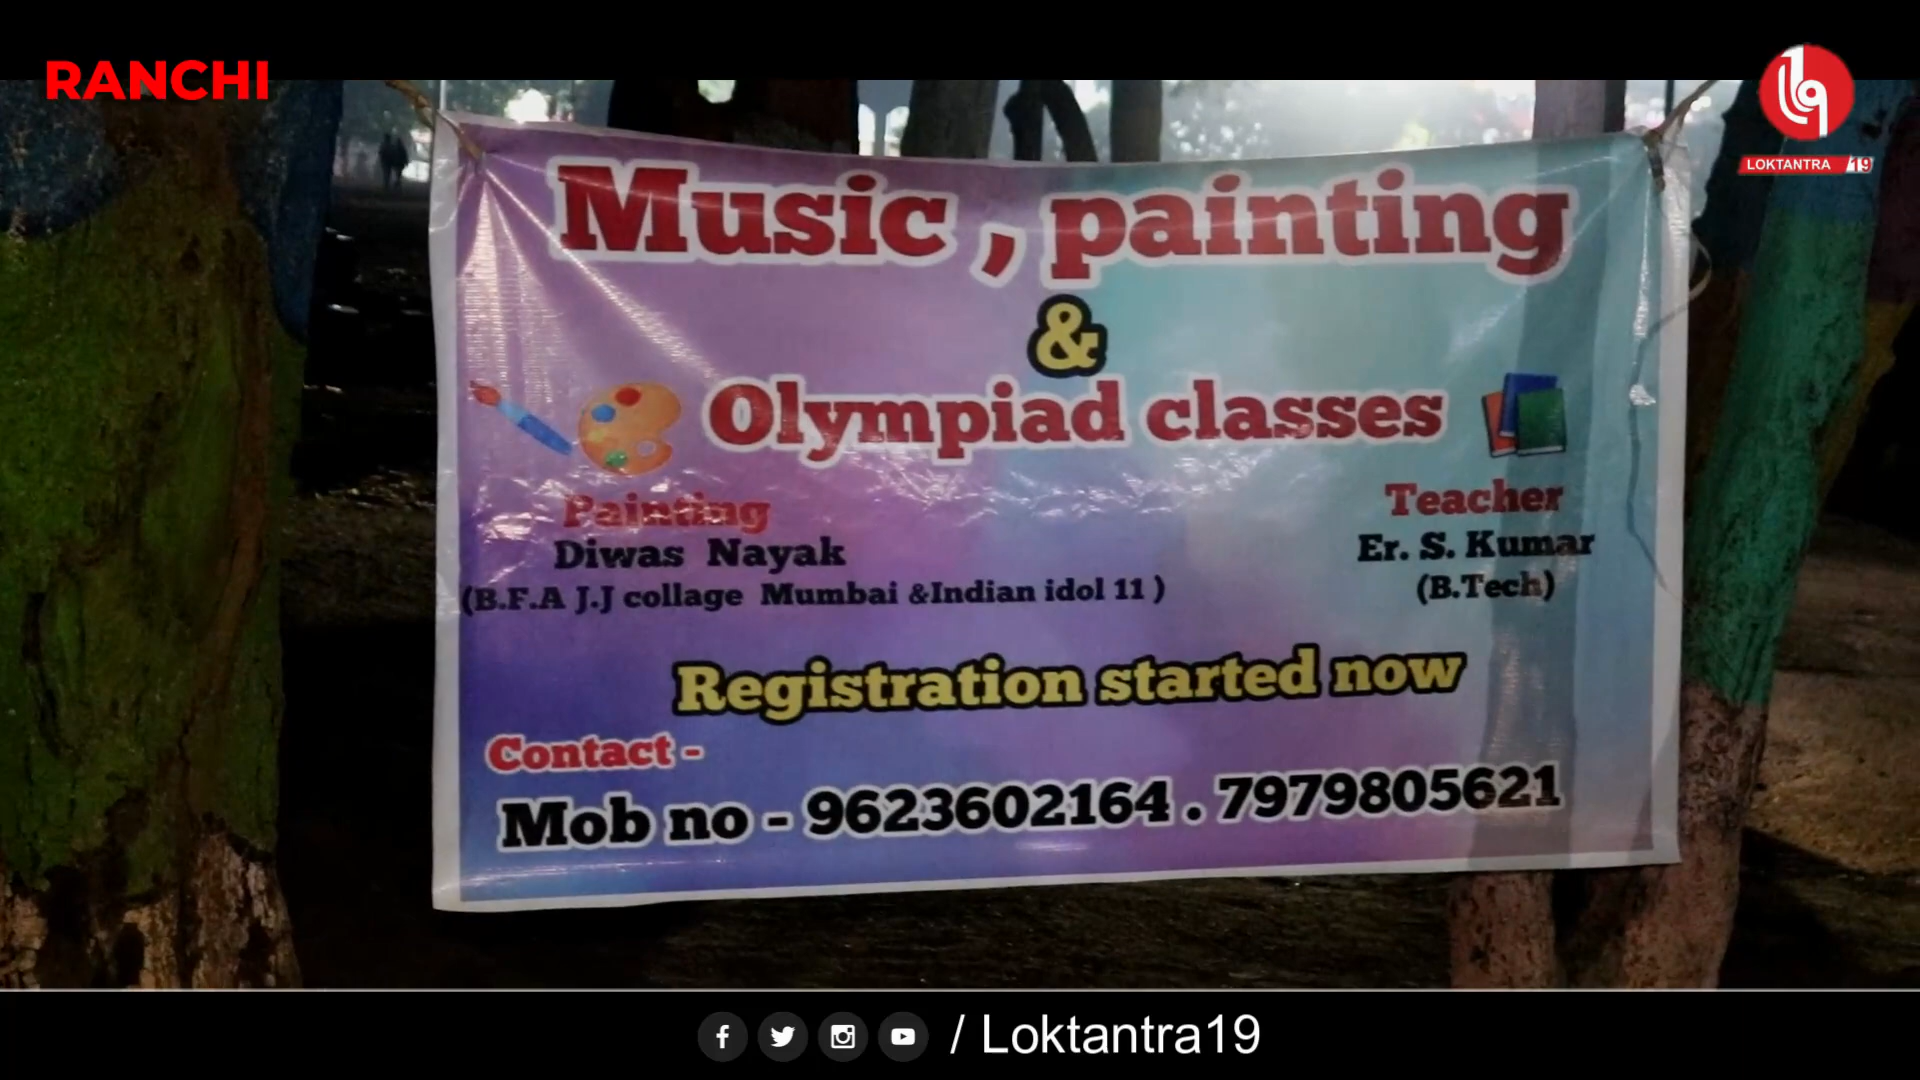 RANCHI
LOKTANTRA 19
Music , painting
&
Olympiad classes
Painting
Teacher
Diwas Nayak
Er. S. Kumar
(B.F.A J.J collage Mumbai &Indian idol 11 )
(B.Tech)
Registration started now
Contact -
Mob no - 9623602164 . 7979805621
/ Loktantra19